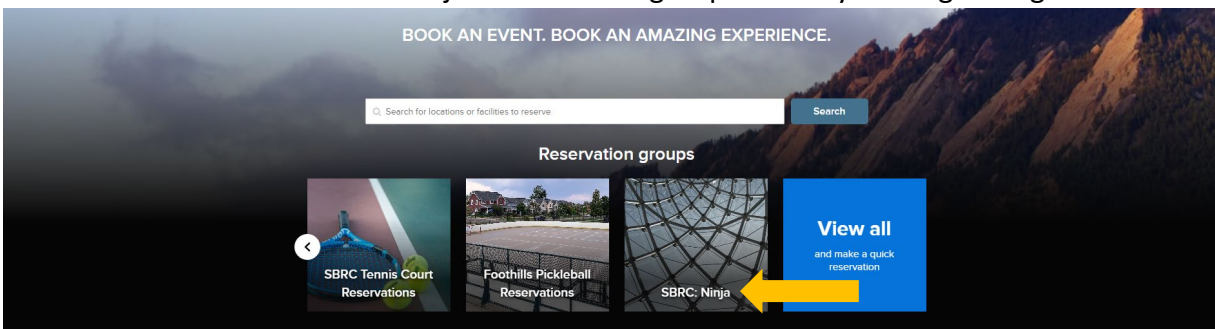 BOOK AN EVENT. BOOK AN AMAZING EXPERIENCE.
Search for locations or facilities to reserve
Search
Reservation groups
SBRC Tennis Court
Reservations
Foothills Pickleball
Reservations
SBRC: Ninja
View all
and make a quick
reservation